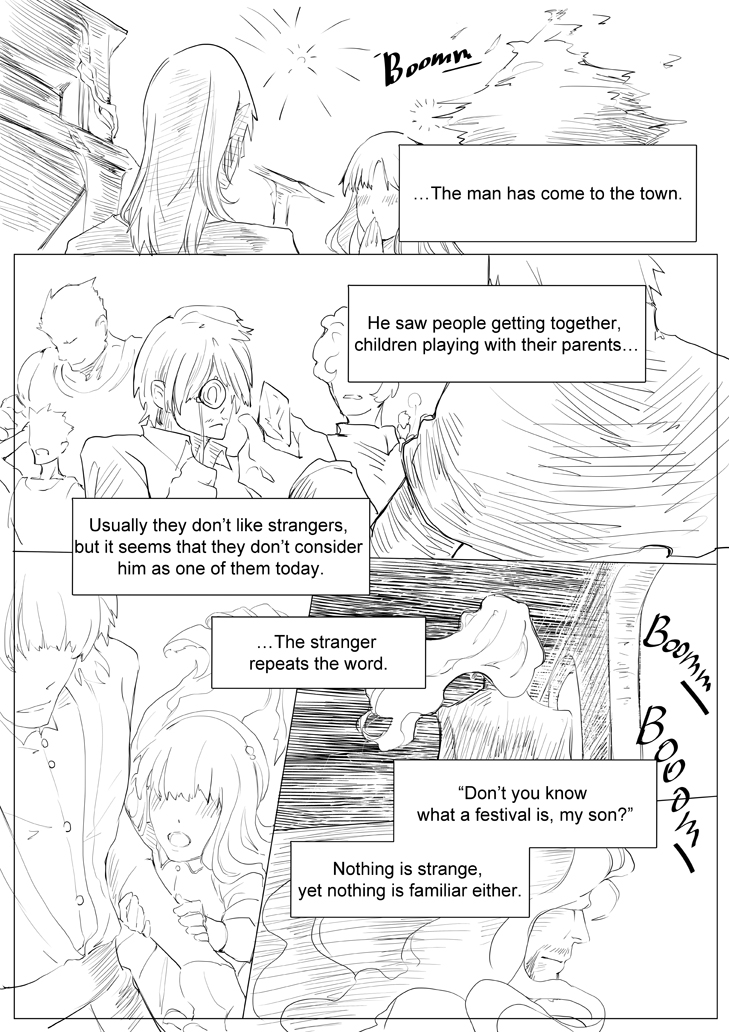 Boomm
…The man has come to the town.
He saw people getting together,
children playing with their parents…
Usually they don't like strangers,
but it seems that they don't consider
him as one of them today.
…The stranger
repeats the word.
Boomm
Booom
“Don't you know
what a festival is, my son?”
Nothing is strange,
yet nothing is familiar either.